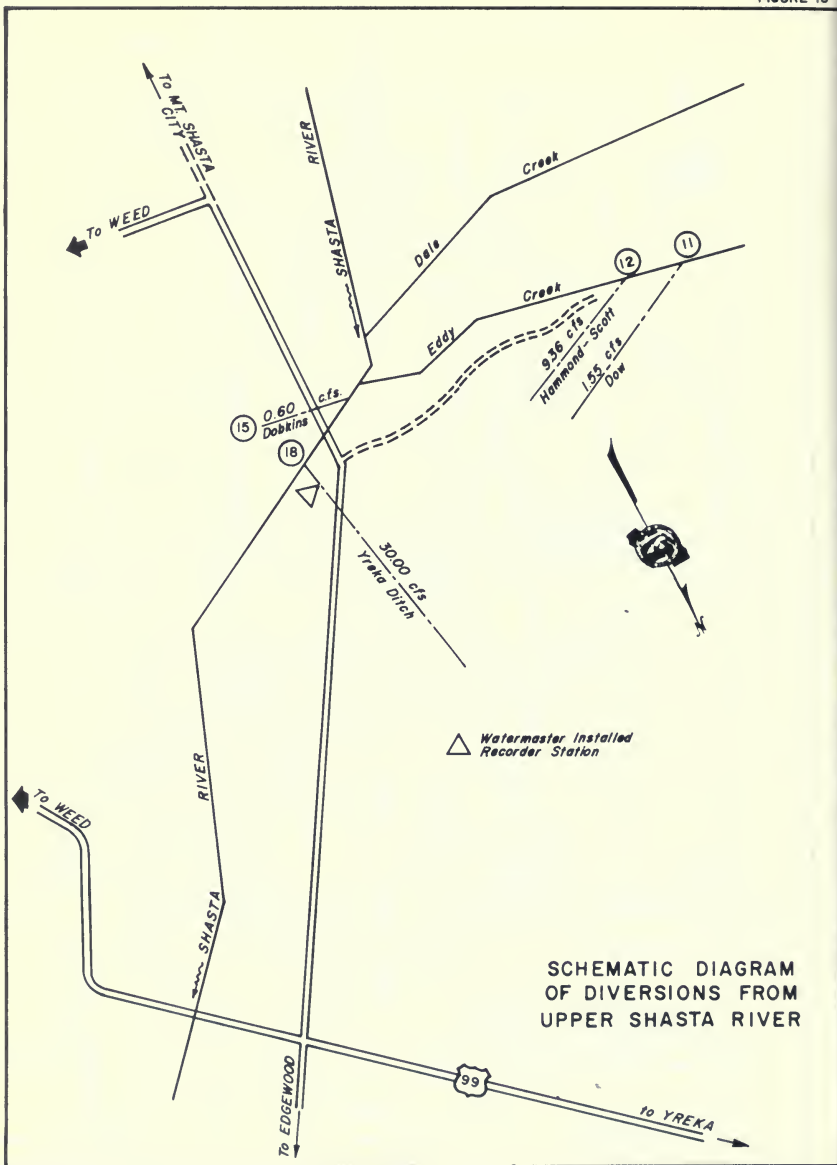 To MT. SHASTA
CITY
To WEED
RIVER
SHASTA
Dale
Creek
Eddy
Creek
12
11
9.36 cfs
Hammond-Scott
1.55 cfs
Dow
15
0.60 c.f.s.
Dobkins
18
30.00 cfs
Yreka Ditch
N
Watermaster Installed
Recorder Station
RIVER
SHASTA
To WEED
SCHEMATIC DIAGRAM
OF DIVERSIONS FROM
UPPER SHASTA RIVER
99
To EDGEWOOD
to YREKA